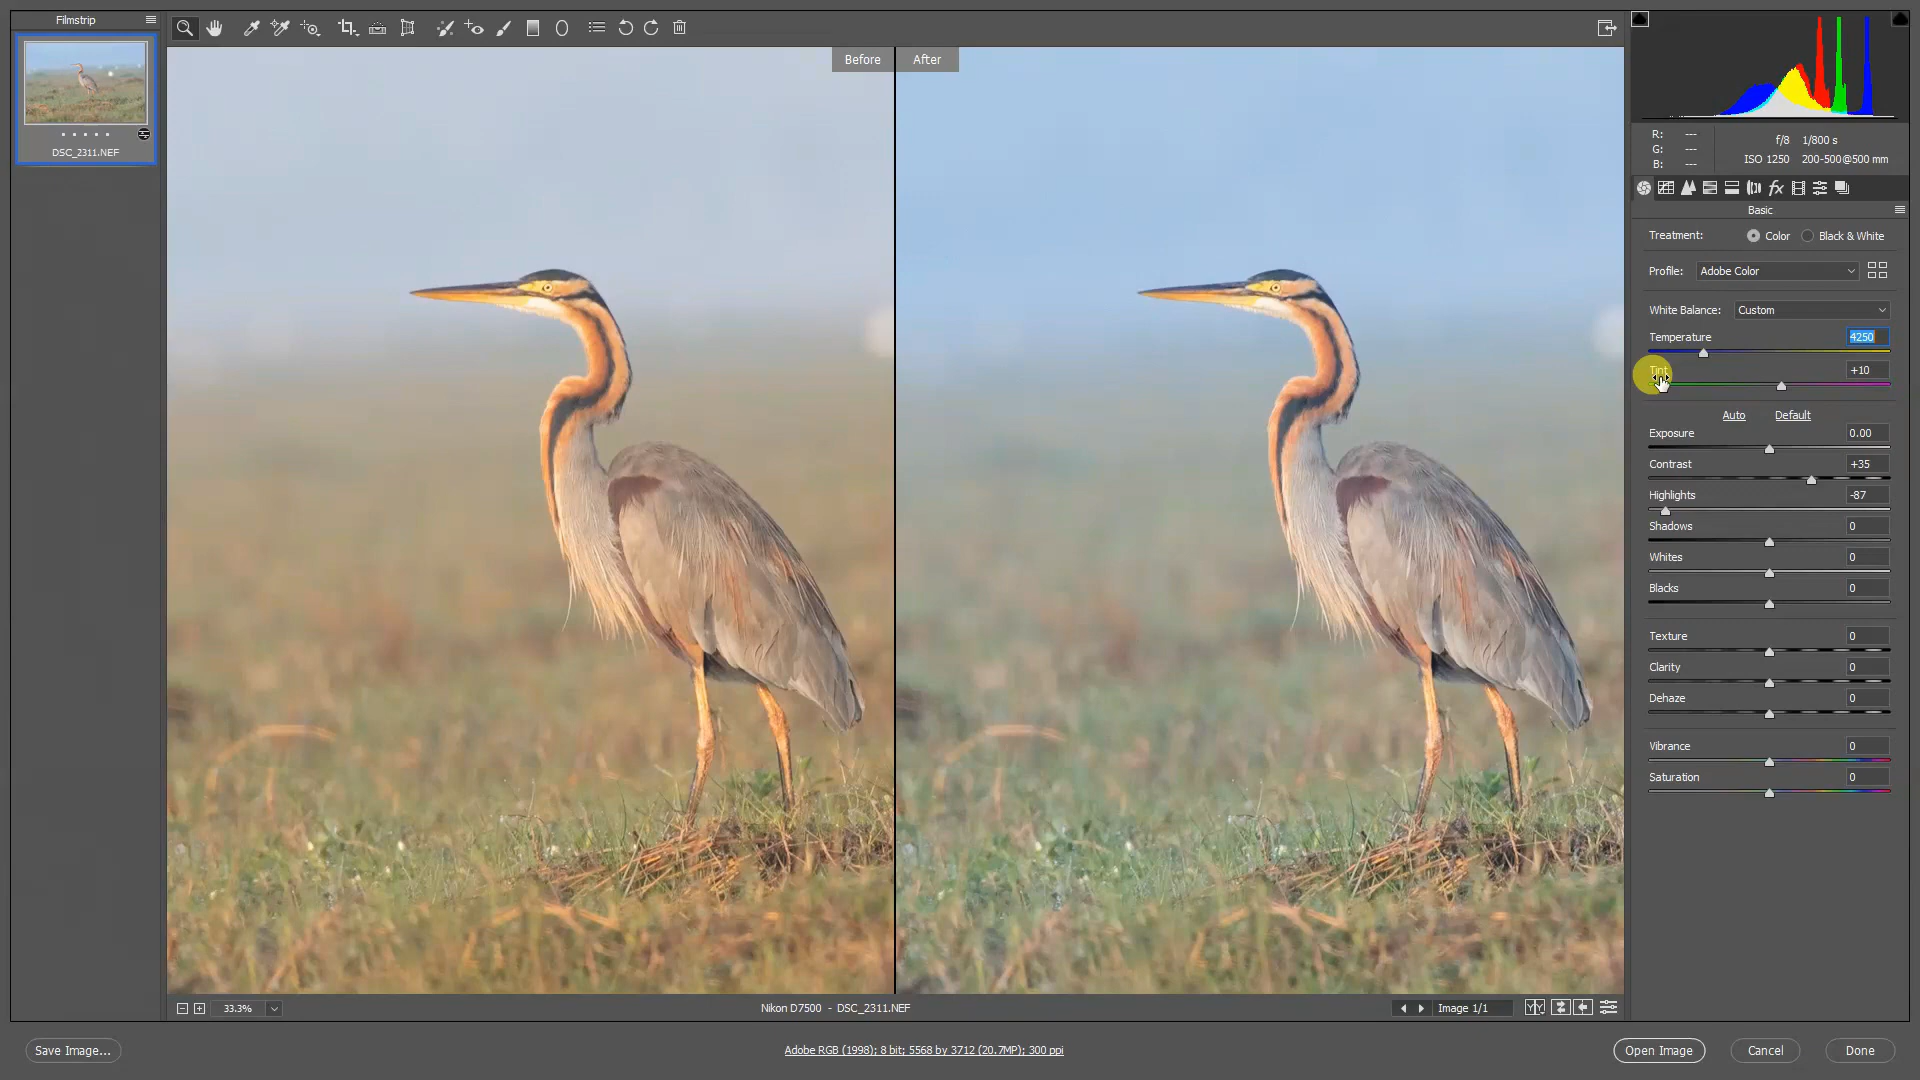 Filmstrip
DSC_2311.NEF
Before
After
R: ---
G: ---
B: ---
f/8 1/800 s
ISO 1250 200-500@500 mm
Basic
Treatment: Color Black & White
Profile: Adobe Color
White Balance: Custom
Temperature 4250
Tint +10
Auto Default
Exposure 0.00
Contrast +35
Highlights -87
Shadows 0
Whites 0
Blacks 0
Texture 0
Clarity 0
Dehaze 0
Vibrance 0
Saturation 0
33.3%
Nikon D7500 - DSC_2311.NEF
Image 1/1
Save Image...
Adobe RGB (1998); 8 bit; 5568 by 3712 (20.7MP); 300 ppi
Open Image
Cancel
Done